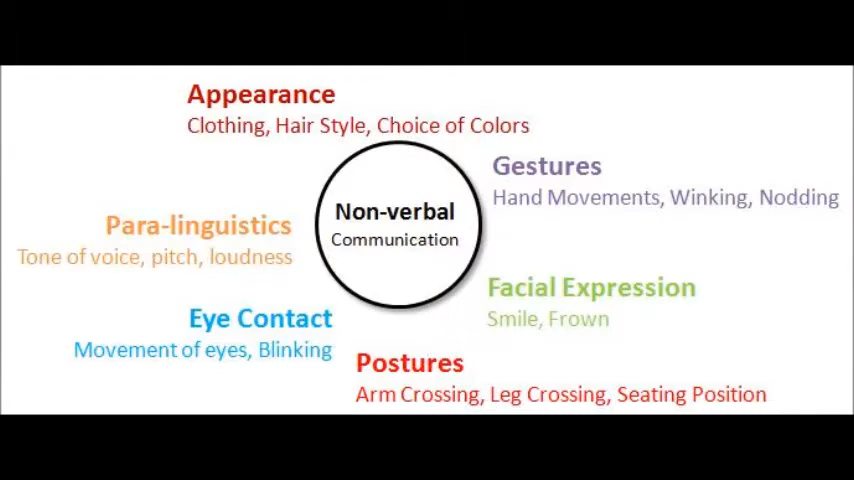 Appearance
Clothing, Hair Style, Choice of Colors
Gestures
Hand Movements, Winking, Nodding
Non-verbal
Communication
Para-linguistics
Tone of voice, pitch, loudness
Facial Expression
Smile, Frown
Eye Contact
Movement of eyes, Blinking
Postures
Arm Crossing, Leg Crossing, Seating Position